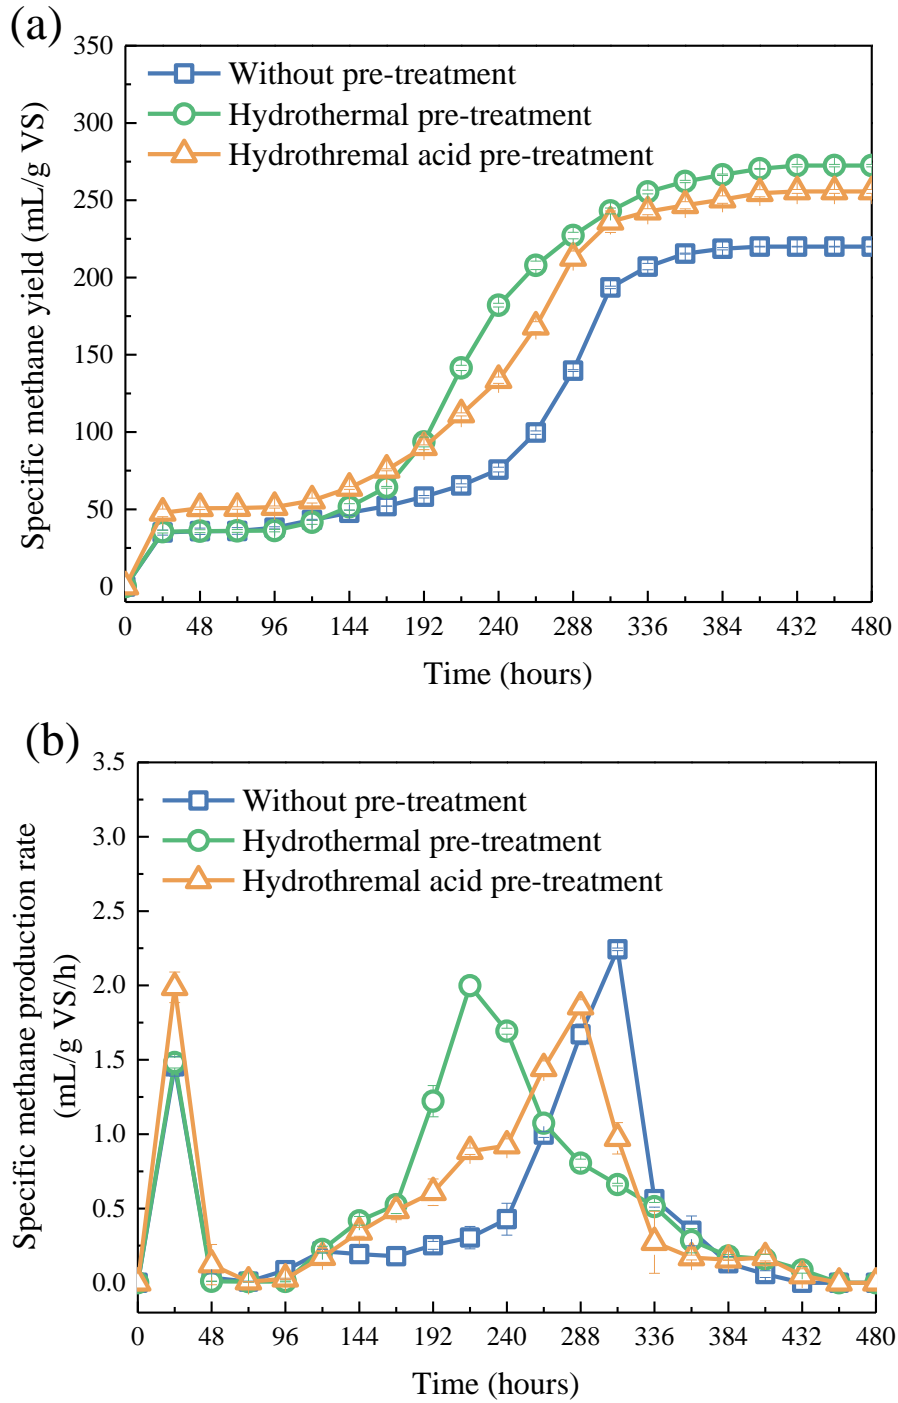 (a)
350
300
250
200
150
100
50
0
Specific methane yield (mL/g VS)
Without pre-treatment
Hydrothermal pre-treatment
Hydrothremal acid pre-treatment
0 48 96 144 192 240 288 336 384 432 480
Time (hours)
(b)
3.5
3.0
2.5
2.0
1.5
1.0
0.5
0.0
Specific methane production rate
(mL/g VS/h)
Without pre-treatment
Hydrothermal pre-treatment
Hydrothremal acid pre-treatment
0 48 96 144 192 240 288 336 384 432 480
Time (hours)